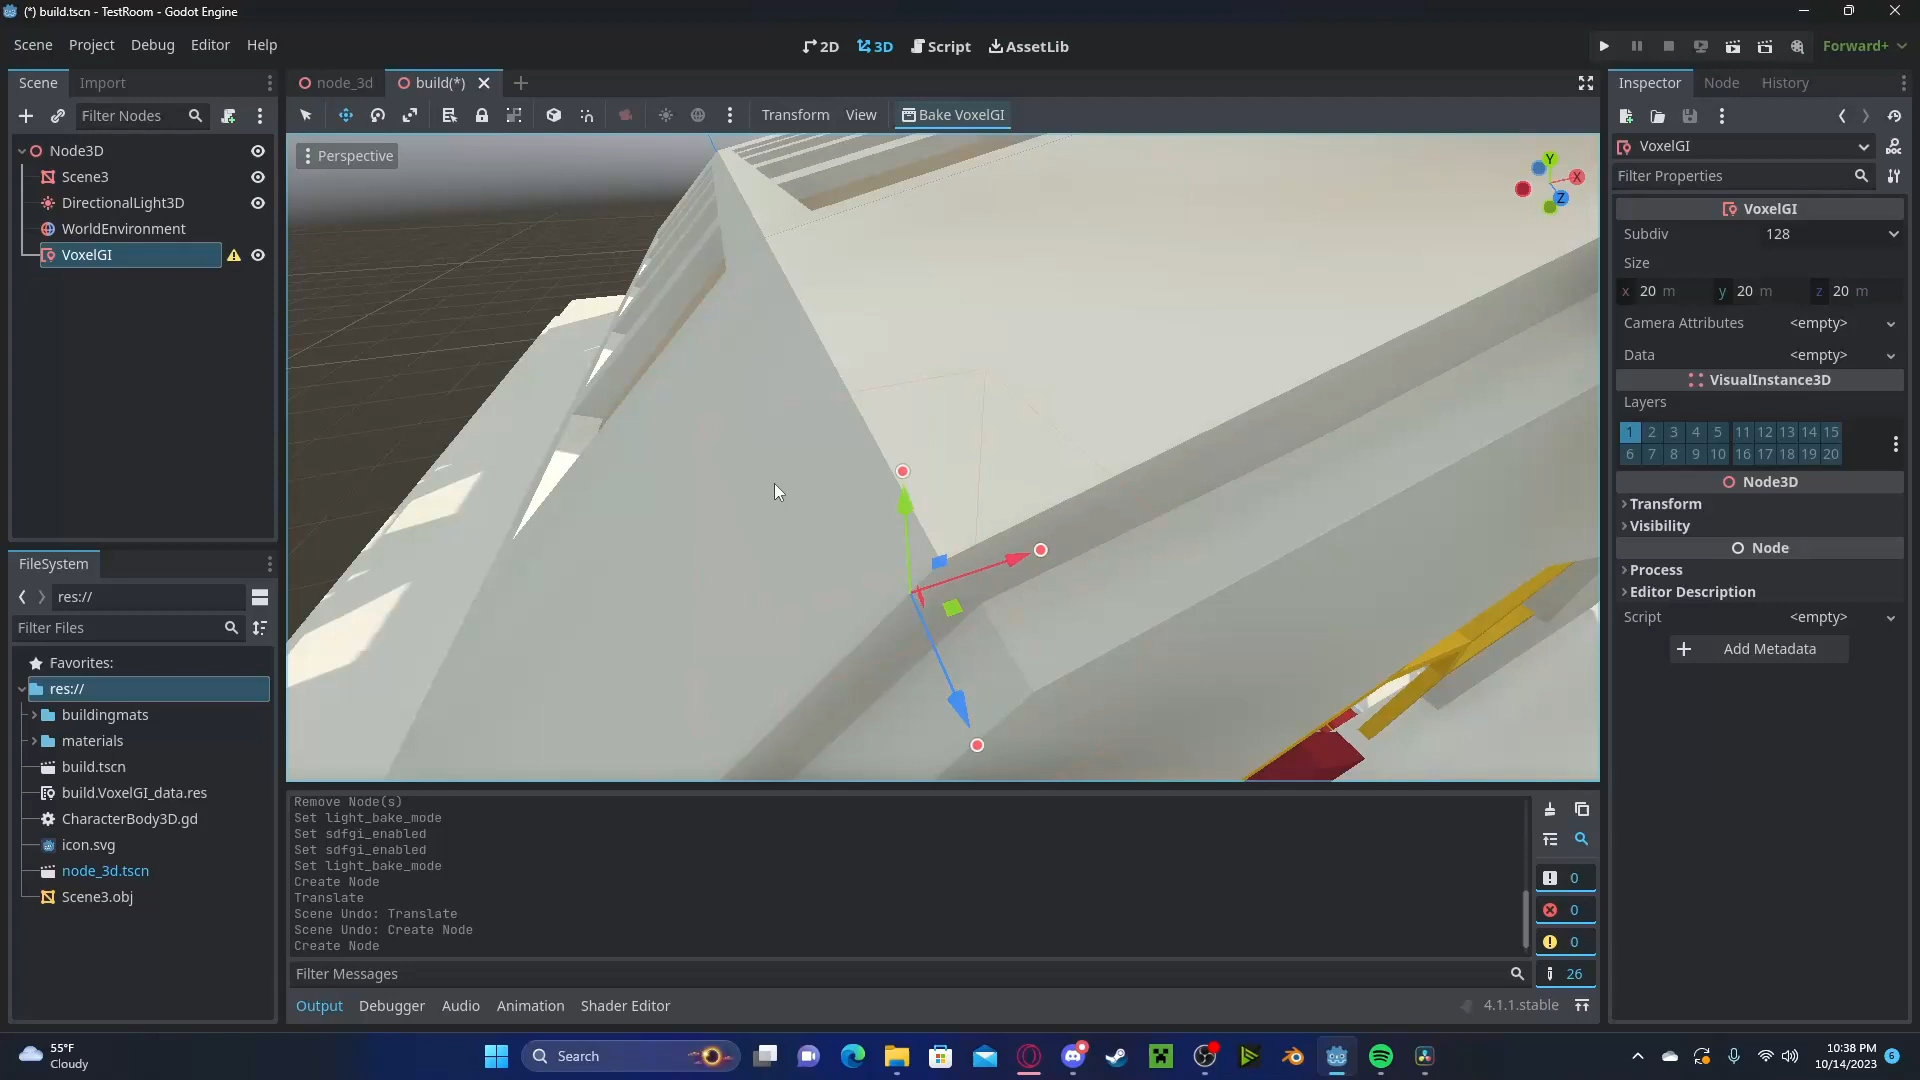 (*) build.tscn - TestRoom - Godot Engine
Scene Project Debug Editor Help
2D 3D Script AssetLib
Forward+
Scene Import
node_3d build(*)
Inspector Node History
Filter Nodes
Transform View Bake VoxelGI
Perspective
Node3D
Scene3
DirectionalLight3D
WorldEnvironment
VoxelGI
Y
X
Z
VoxelGI
Filter Properties
VoxelGI
Subdiv 128
Size
x 20 m y 20 m z 20 m
Camera Attributes <empty>
Data <empty>
VisualInstance3D
Layers
1 2 3 4 5 11 12 13 14 15
6 7 8 9 10 16 17 18 19 20
Node3D
Transform
Visibility
Node
Process
Editor Description
Script <empty>
Add Metadata
FileSystem
res://
Filter Files
Favorites:
res://
buildingmats
materials
build.tscn
build.VoxelGI_data.res
CharacterBody3D.gd
icon.svg
node_3d.tscn
Scene3.obj
Remove Node(s)
Set light_bake_mode
Set sdfgi_enabled
Set sdfgi_enabled
Set light_bake_mode
Create Node
Translate
Scene Undo: Translate
Scene Undo: Create Node
Create Node
0
0
0
26
Filter Messages
Output Debugger Audio Animation Shader Editor
4.1.1.stable
55°F
Cloudy
Search
10:38 PM
10/14/2023
6